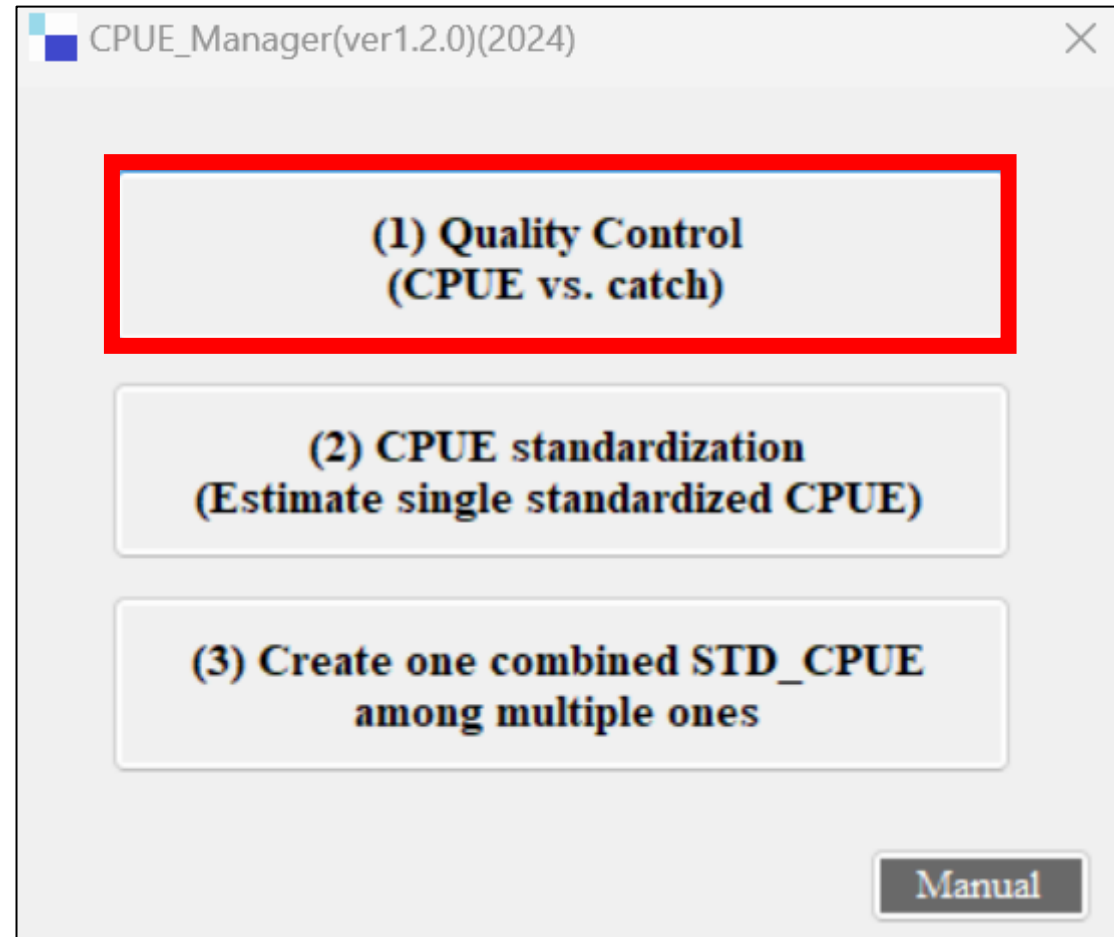 CPUE_Manager(ver1.2.0)(2024)
(1) Quality Control
(CPUE vs. catch)
(2) CPUE standardization
(Estimate single standardized CPUE)
(3) Create one combined STD_CPUE
among multiple ones
Manual